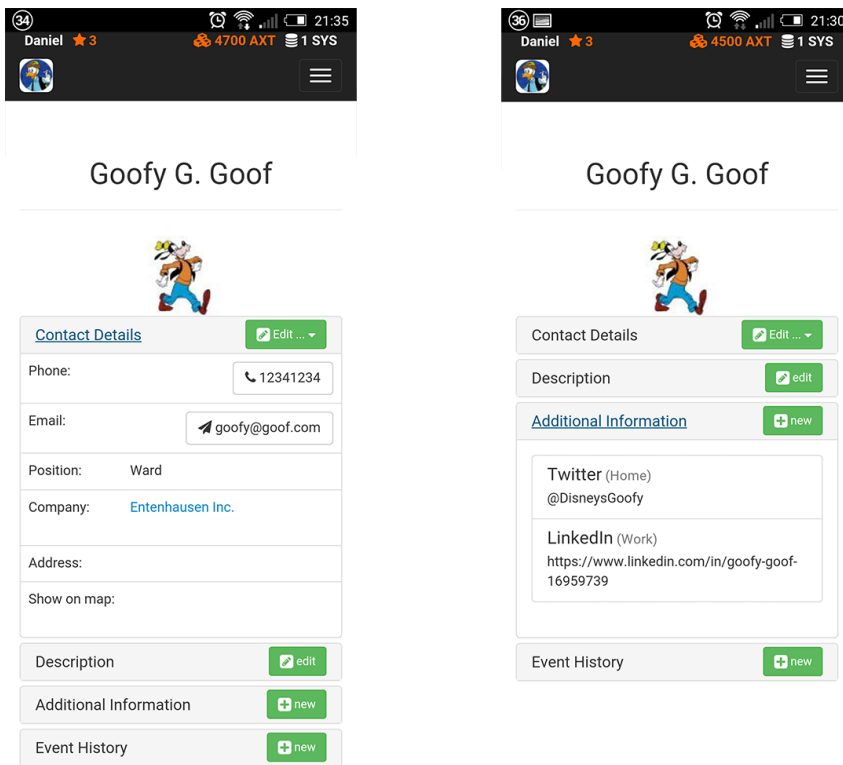 34 21:35
Daniel 3 4700 AXT 1 SYS
Goofy G. Goof
Contact Details Edit ...
Phone: 12341234
Email: goofy@goof.com
Position: Ward
Company: Entenhausen Inc.
Address:
Show on map:
Description edit
Additional Information new
Event History new
36 21:30
Daniel 3 4500 AXT 1 SYS
Goofy G. Goof
Contact Details Edit ...
Description edit
Additional Information new
Twitter (Home)
@DisneysGoofy
LinkedIn (Work)
https://www.linkedin.com/in/goofy-goof-
16959739
Event History new